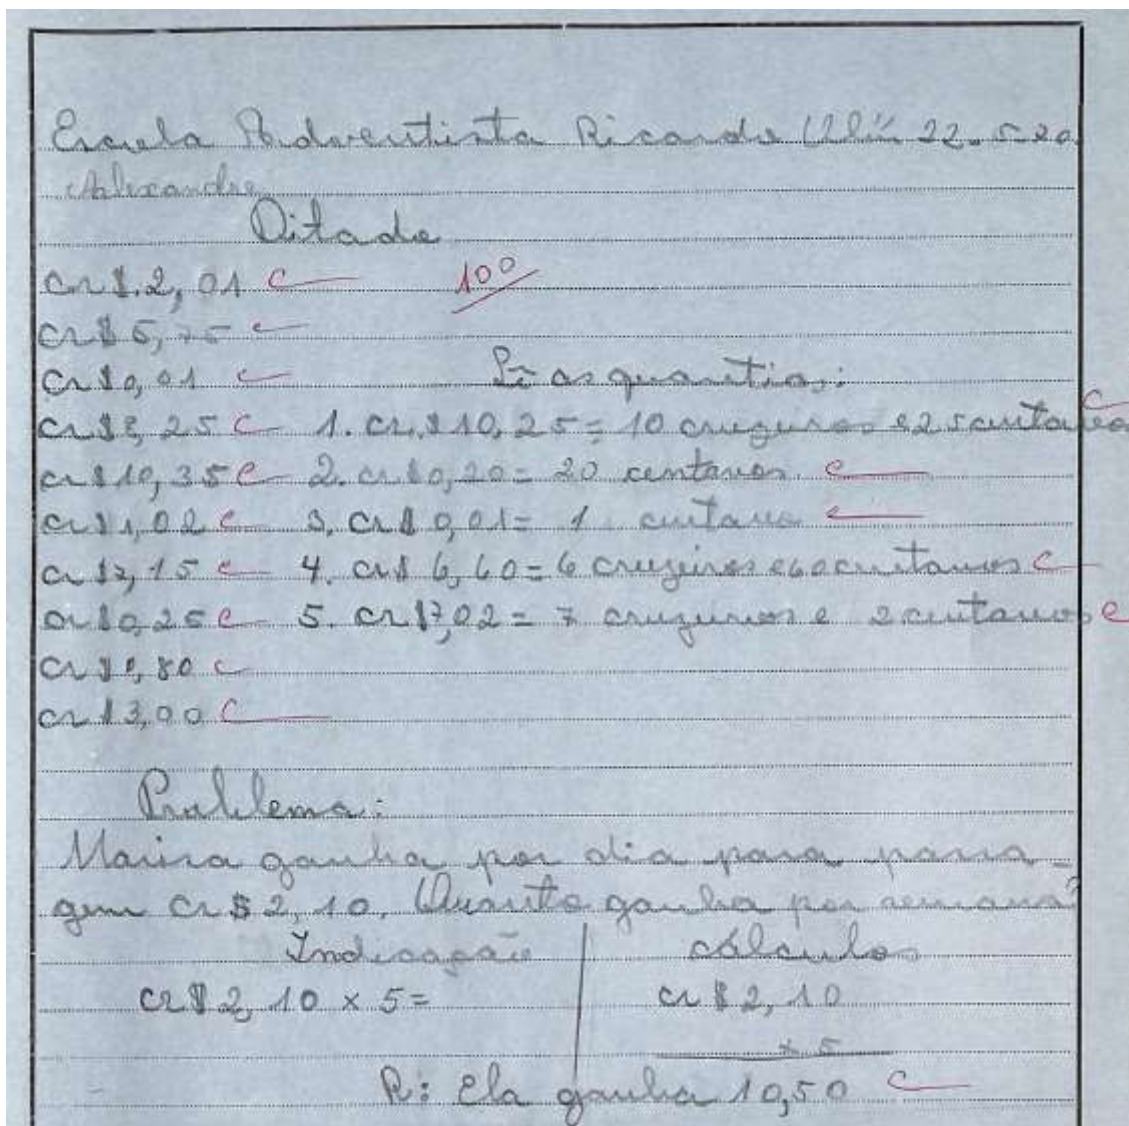 Escola Adventista Ricardo Olim 22-5-20
Alexandre
Ditado
Cr$.2,01 C 100
Cr$ 5,75 C
Cr$0,01 C Lê as quantias:
Cr$8,25 C 1. Cr.$10,25 = 10 cruzeiros e 25 centavos C
Cr$10,35 C 2. Cr$0,20 = 20 centavos C
Cr$1,02 C 3. Cr$ 0,01 = 1 centavo C
Cr$7,15 C 4. Cr$ 6,60 = 6 cruzeiros e 60 centavos C
Cr$0,25 C 5. Cr$7,02 = 7 cruzeiros e 2 centavos C
Cr$0,80 C
Cr$3,00 C
Problema:
Marisa ganha por dia para passa-
gem Cr$ 2,10. Quanto ganha por semana?
Indicação Cálculos
Cr$ 2,10 x 5= Cr$2,10
x 5
R: Ela ganha 10,50 C